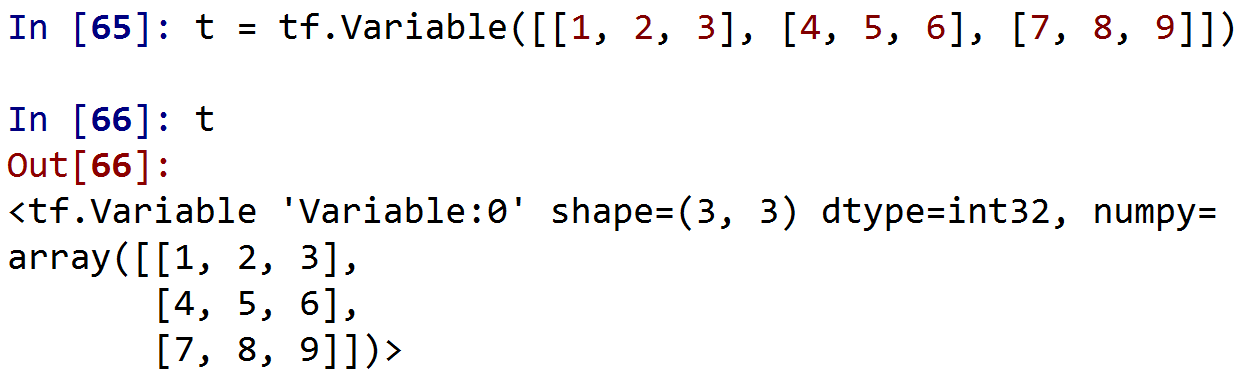 In [65]: t = tf.Variable([[1, 2, 3], [4, 5, 6], [7, 8, 9]])
In [66]: t
Out[66]:
<tf.Variable 'Variable:0' shape=(3, 3) dtype=int32, numpy=
array([[1, 2, 3],
       [4, 5, 6],
       [7, 8, 9]])>